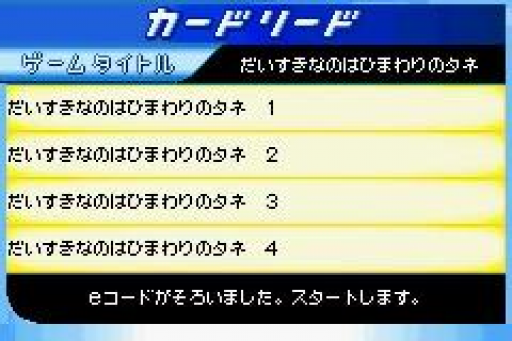 カードリード
ゲームタイトル だいすきなのはひまわりのタネ
だいすきなのはひまわりのタネ 1
だいすきなのはひまわりのタネ 2
だいすきなのはひまわりのタネ 3
だいすきなのはひまわりのタネ 4
eコードがそろいました。スタートします。